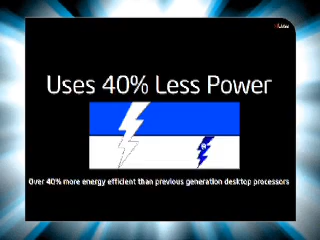 Uses 40% Less Power
Over 40% more energy efficient than previous generation desktop processors